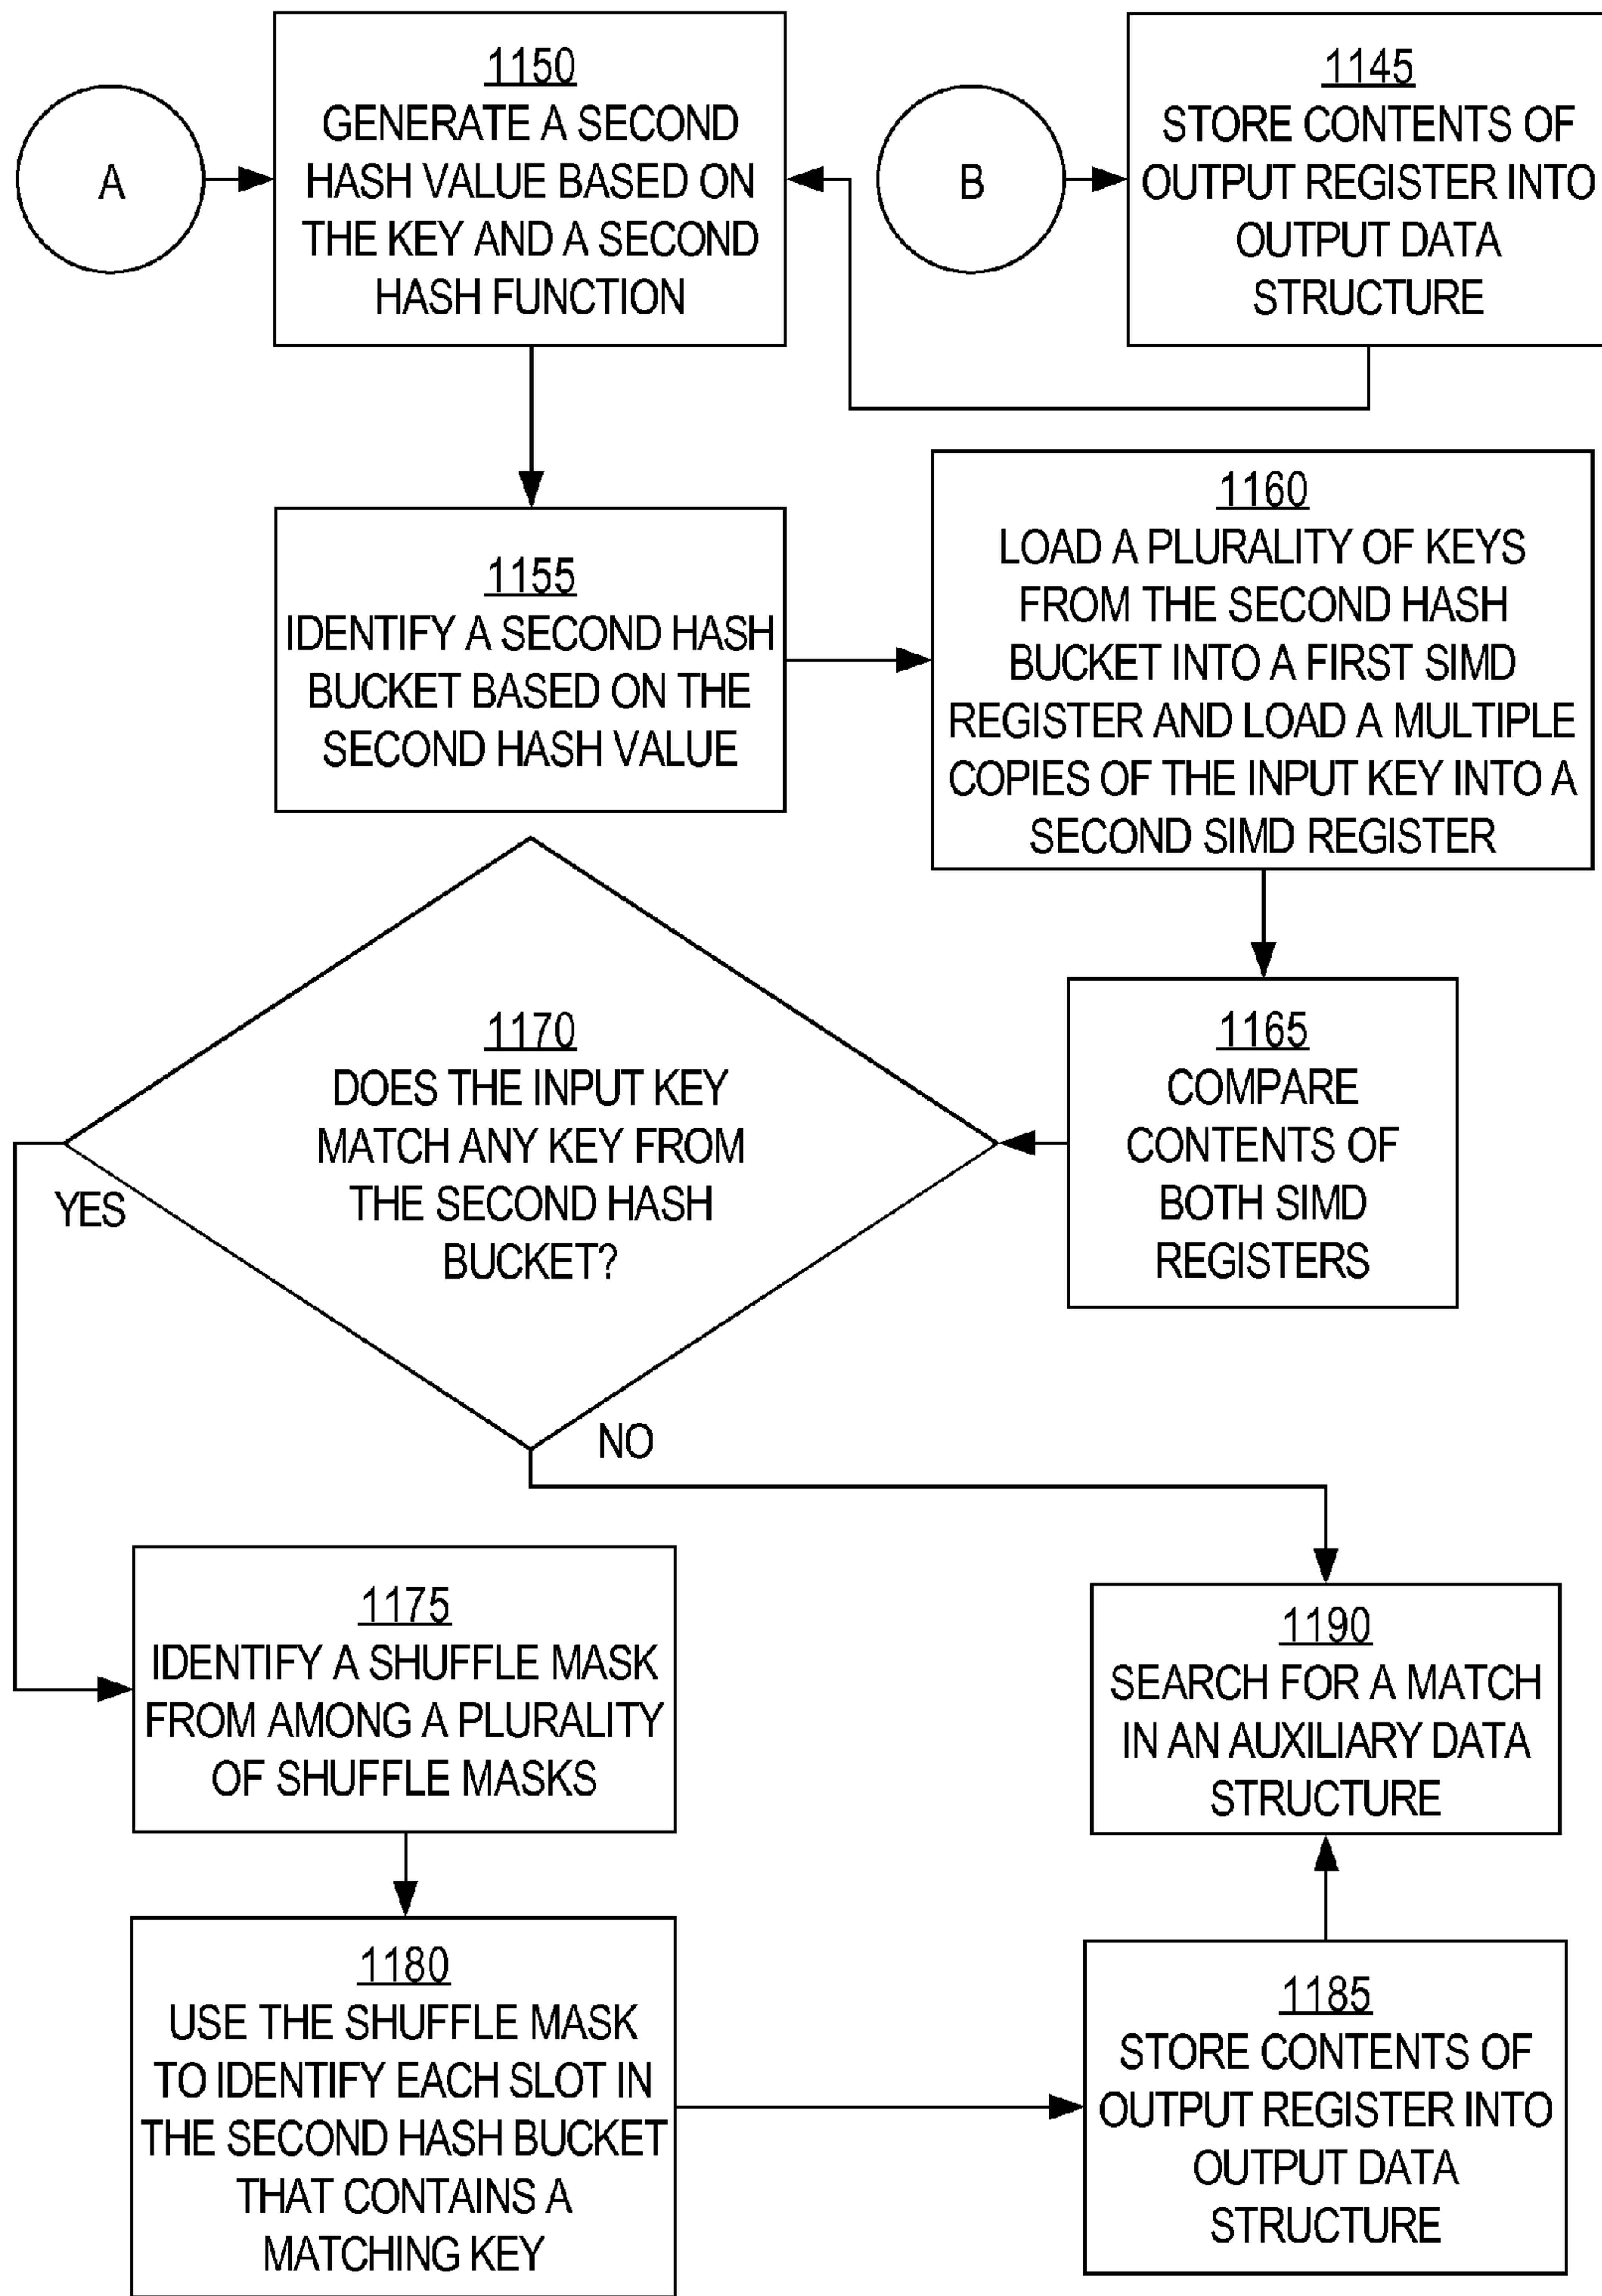 A
1150
GENERATE A SECOND
HASH VALUE BASED ON
THE KEY AND A SECOND
HASH FUNCTION
B
1145
STORE CONTENTS OF
OUTPUT REGISTER INTO
OUTPUT DATA
STRUCTURE
1155
IDENTIFY A SECOND HASH
BUCKET BASED ON THE
SECOND HASH VALUE
1160
LOAD A PLURALITY OF KEYS
FROM THE SECOND HASH
BUCKET INTO A FIRST SIMD
REGISTER AND LOAD A MULTIPLE
COPIES OF THE INPUT KEY INTO A
SECOND SIMD REGISTER
1165
COMPARE
CONTENTS OF
BOTH SIMD
REGISTERS
1170
DOES THE INPUT KEY
MATCH ANY KEY FROM
THE SECOND HASH
BUCKET?
YES
NO
1175
IDENTIFY A SHUFFLE MASK
FROM AMONG A PLURALITY
OF SHUFFLE MASKS
1180
USE THE SHUFFLE MASK
TO IDENTIFY EACH SLOT IN
THE SECOND HASH BUCKET
THAT CONTAINS A
MATCHING KEY
1185
STORE CONTENTS OF
OUTPUT REGISTER INTO
OUTPUT DATA
STRUCTURE
1190
SEARCH FOR A MATCH
IN AN AUXILIARY DATA
STRUCTURE